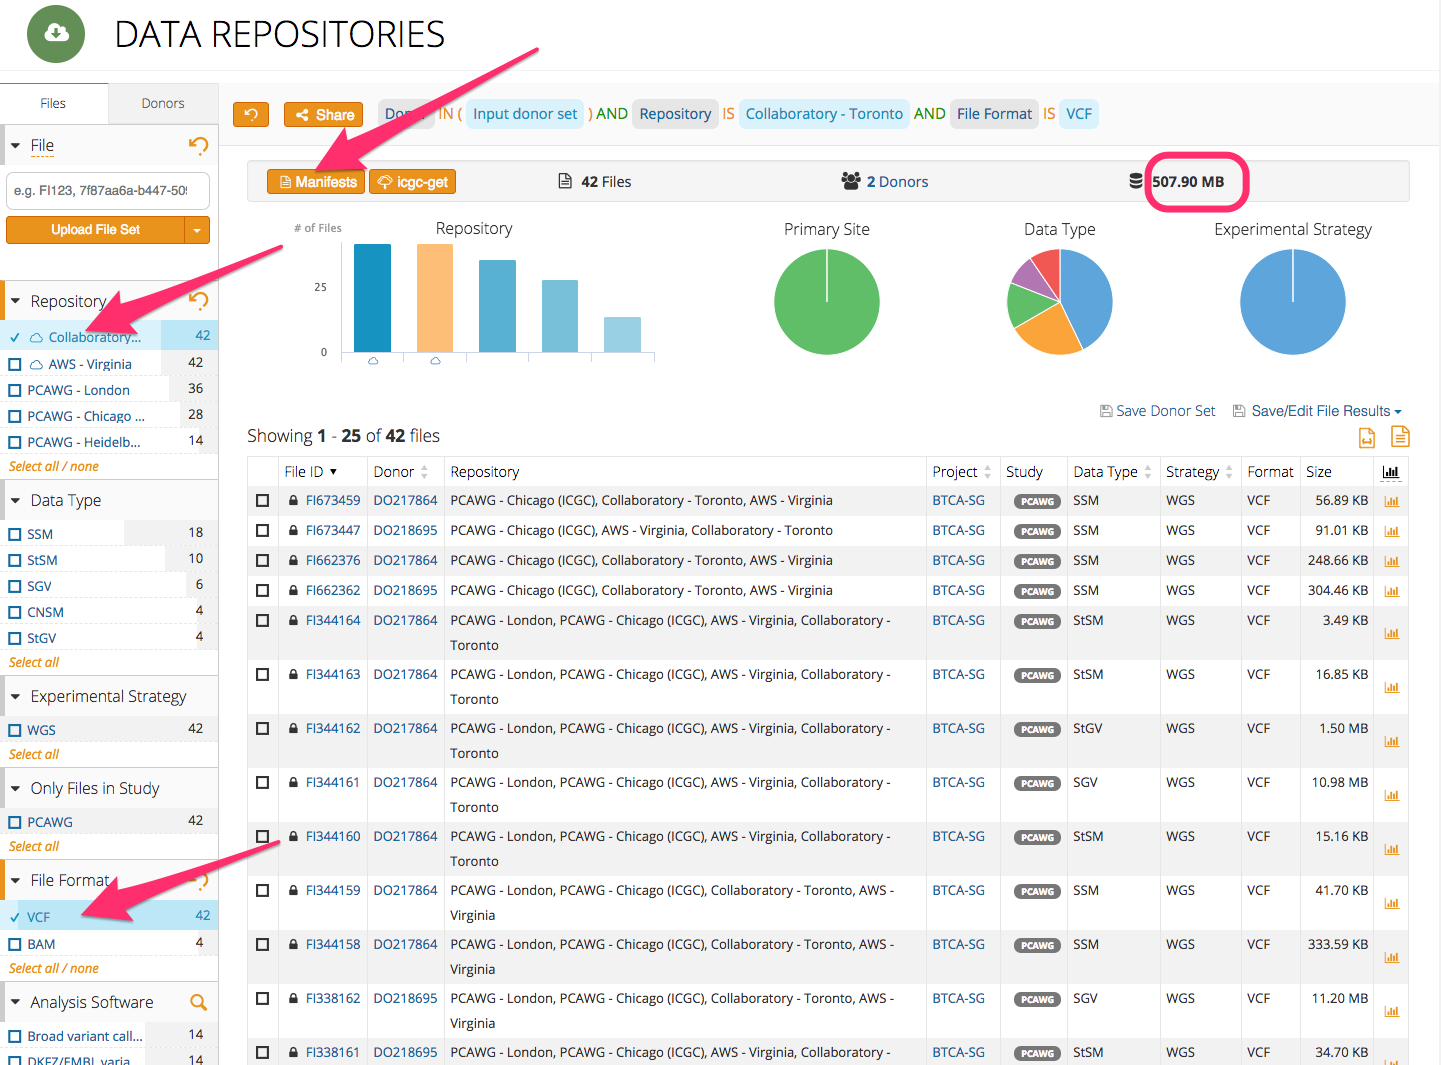 DATA REPOSITORIES
Files
Donors
File
e.g. FI123, 7f87aa6a-b447-509
Upload File Set
Repository
Collaboratory... 42
AWS - Virginia 42
PCAWG - London 36
PCAWG - Chicago ... 28
PCAWG - Heidelb... 14
Select all / none
Data Type
SSM 18
StSM 10
SGV 6
CNSM 4
StGV 4
Select all
Experimental Strategy
WGS 42
Select all
Only Files in Study
PCAWG 42
Select all
File Format
VCF 42
BAM 4
Select all / none
Analysis Software
Broad variant call... 14
DKFZ/EMBL varia... 14
Share
IN ( Input donor set ) AND Repository IS Collaboratory - Toronto AND File Format IS VCF
Manifests
icgc-get
42 Files
2 Donors
507.90 MB
# of Files
Repository
25
0
Primary Site
Data Type
Experimental Strategy
Save Donor Set
Save/Edit File Results
Showing 1 - 25 of 42 files
File ID Donor Repository Project Study Data Type Strategy Format Size
FI673459 DO217864 PCAWG - Chicago (ICGC), Collaboratory - Toronto, AWS - Virginia BTCA-SG PCAWG SSM WGS VCF 56.89 KB
FI673447 DO218695 PCAWG - Chicago (ICGC), AWS - Virginia, Collaboratory - Toronto BTCA-SG PCAWG SSM WGS VCF 91.01 KB
FI662376 DO217864 PCAWG - Chicago (ICGC), Collaboratory - Toronto, AWS - Virginia BTCA-SG PCAWG SSM WGS VCF 248.66 KB
FI662362 DO218695 PCAWG - Chicago (ICGC), Collaboratory - Toronto, AWS - Virginia BTCA-SG PCAWG SSM WGS VCF 304.46 KB
FI344164 DO217864 PCAWG - London, PCAWG - Chicago (ICGC), AWS - Virginia, Collaboratory - BTCA-SG PCAWG StSM WGS VCF 3.49 KB
Toronto
FI344163 DO217864 PCAWG - London, PCAWG - Chicago (ICGC), AWS - Virginia, Collaboratory - BTCA-SG PCAWG StSM WGS VCF 16.85 KB
Toronto
FI344162 DO217864 PCAWG - London, PCAWG - Chicago (ICGC), AWS - Virginia, Collaboratory - BTCA-SG PCAWG StGV WGS VCF 1.50 MB
Toronto
FI344161 DO217864 PCAWG - London, PCAWG - Chicago (ICGC), AWS - Virginia, Collaboratory - BTCA-SG PCAWG SGV WGS VCF 10.98 MB
Toronto
FI344160 DO217864 PCAWG - London, PCAWG - Chicago (ICGC), AWS - Virginia, Collaboratory - BTCA-SG PCAWG StSM WGS VCF 15.16 KB
Toronto
FI344159 DO217864 PCAWG - London, PCAWG - Chicago (ICGC), Collaboratory - Toronto, AWS - BTCA-SG PCAWG SSM WGS VCF 41.70 KB
Virginia
FI344158 DO217864 PCAWG - London, PCAWG - Chicago (ICGC), Collaboratory - Toronto, AWS - BTCA-SG PCAWG SSM WGS VCF 333.59 KB
Virginia
FI338162 DO218695 PCAWG - London, PCAWG - Chicago (ICGC), Collaboratory - Toronto, AWS - BTCA-SG PCAWG SGV WGS VCF 11.20 MB
Virginia
FI338161 DO218695 PCAWG - London, PCAWG - Chicago (ICGC), AWS - Virginia, Collaboratory - BTCA-SG PCAWG StSM WGS VCF 34.70 KB